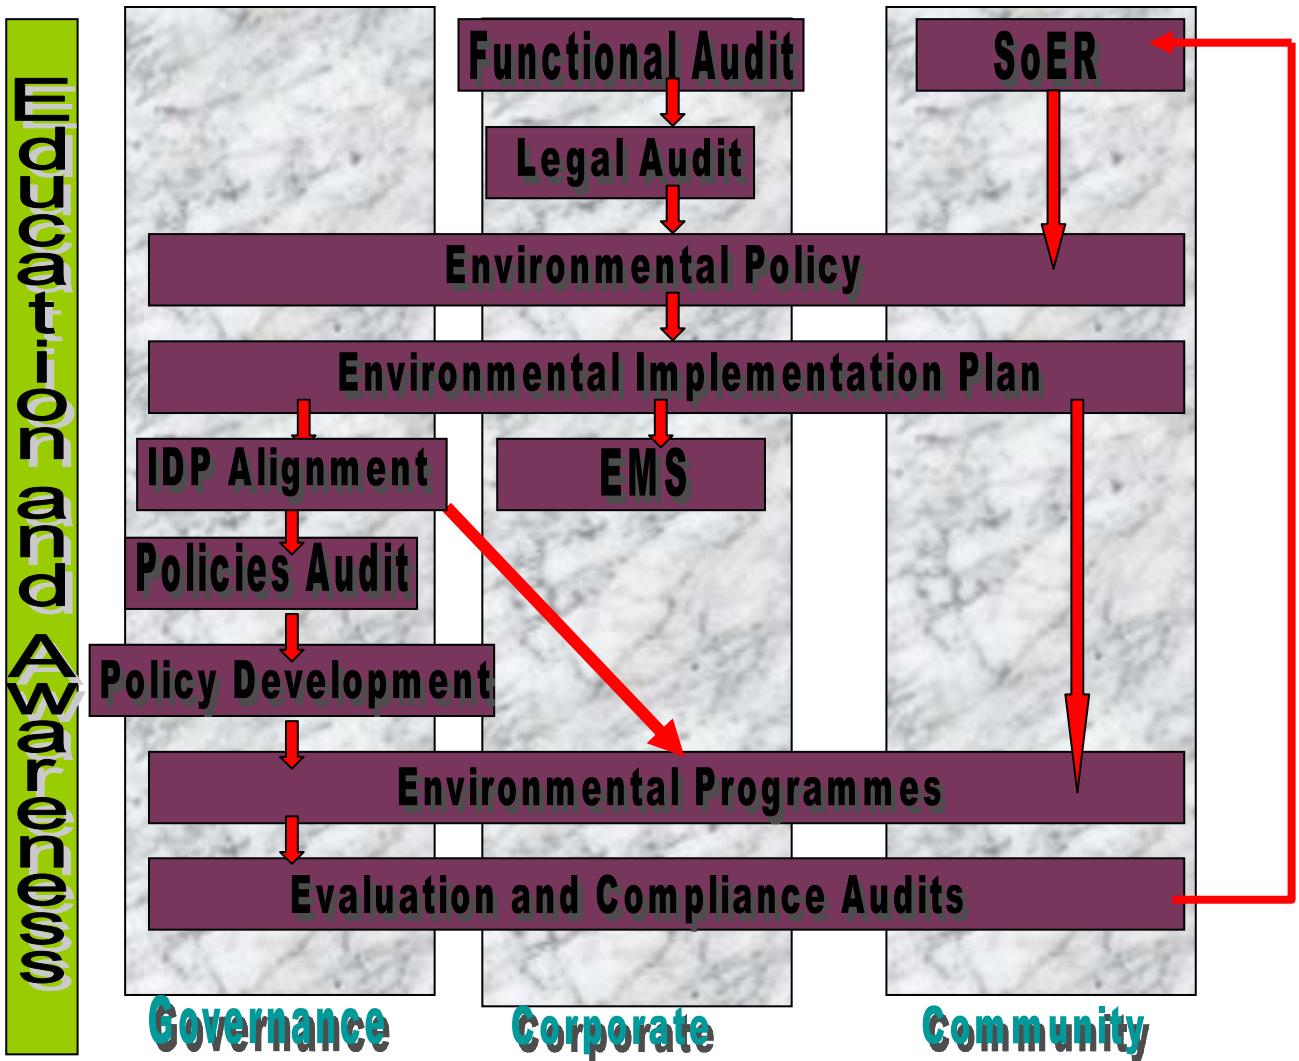 Education and Awareness
Functional Audit
SoER
Legal Audit
Environmental Policy
Environmental Implementation Plan
IDP Alignment
EMS
Policies Audit
Policy Development
Environmental Programmes
Evaluation and Compliance Audits
Governance
Corporate
Community